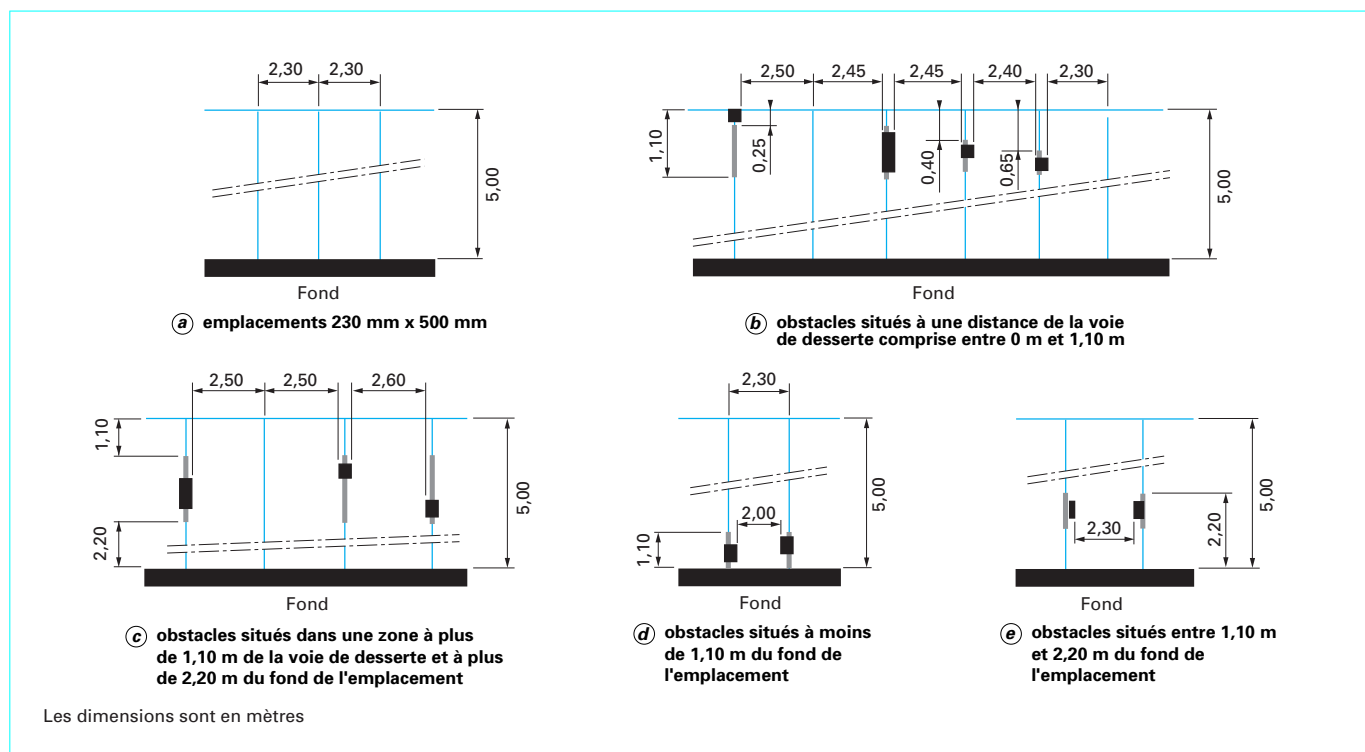 2,30 2,30
5,00
Fond
a emplacements 230 mm x 500 mm
2,50 2,45 2,45 2,40 2,30
1,10
0,25
0,40
0,65
5,00
Fond
b obstacles situés à une distance de la voie
de desserte comprise entre 0 m et 1,10 m
2,50 2,50 2,60
1,10
2,20
5,00
Fond
c obstacles situés dans une zone à plus
de 1,10 m de la voie de desserte et à plus
de 2,20 m du fond de l'emplacement
2,30
2,00
1,10
5,00
Fond
d obstacles situés à moins
de 1,10 m du fond de
l'emplacement
2,30
2,20
5,00
Fond
e obstacles situés entre 1,10 m
et 2,20 m du fond de
l'emplacement
Les dimensions sont en mètres